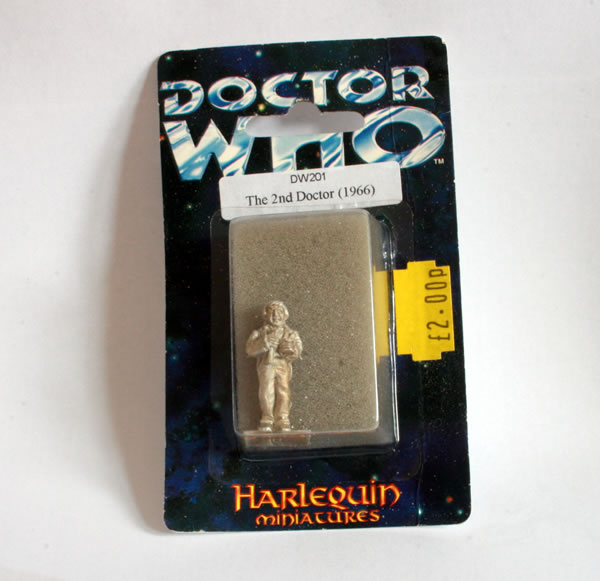 DOCTOR
WHO
TM
DW201
The 2nd Doctor (1966)
£2.00p
HARLEQUIN
MINIATURES